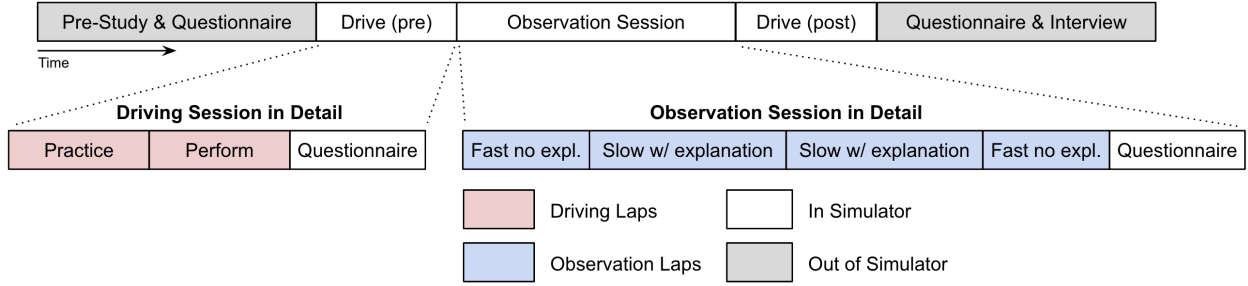 Pre-Study & Questionnaire
Drive (pre)
Observation Session
Drive (post)
Questionnaire & Interview
Time
Driving Session in Detail
Observation Session in Detail
Practice
Perform
Questionnaire
Fast no expl.
Slow w/ explanation
Slow w/ explanation
Fast no expl.
Questionnaire
Driving Laps
In Simulator
Observation Laps
Out of Simulator